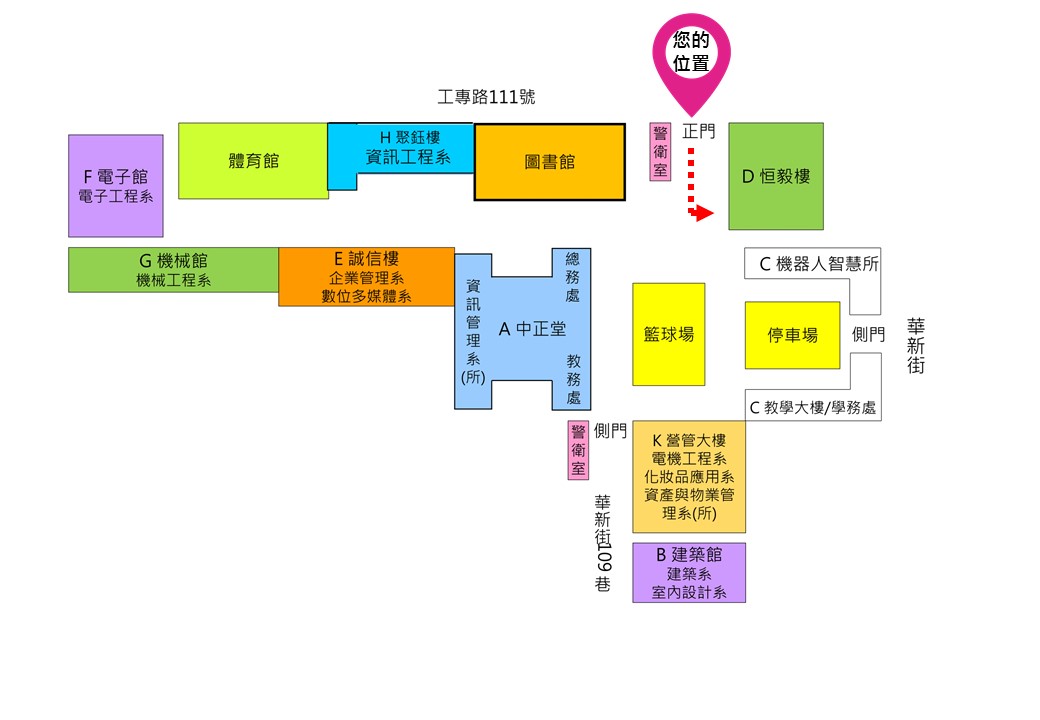 您的
位置
工專路111號
正門
警衛室
F 電子館
電子工程系
體育館
H 聚鈺樓
資訊工程系
圖書館
D 恒毅樓
G 機械館
機械工程系
E 誠信樓
企業管理系
數位多媒體系
資訊管理系(所)
A 中正堂
總務處
教務處
籃球場
C 機器人智慧所
停車場
側門
華新街
C 教學大樓/學務處
警衛室
側門
K 營管大樓
電機工程系
化妝品應用系
資產與物業管
理系(所)
華新街109巷
B 建築館
建築系
室內設計系